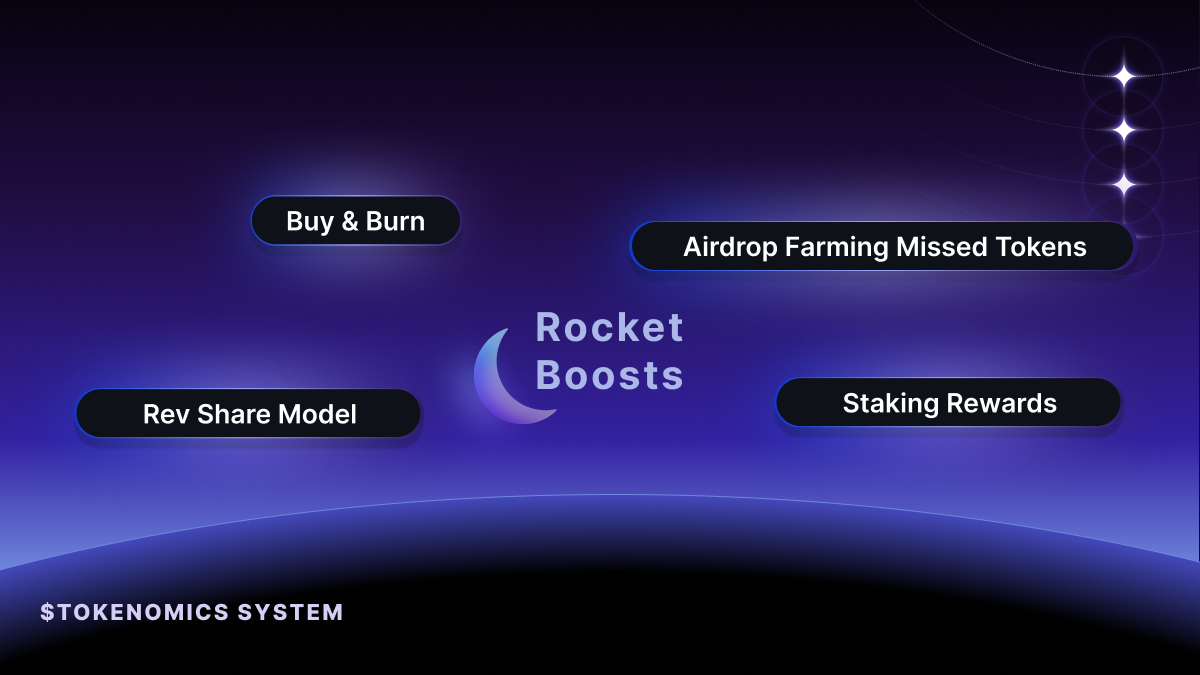 Buy & Burn
Airdrop Farming Missed Tokens
Rocket
Boosts
Rev Share Model
Staking Rewards
$TOKENOMICS SYSTEM